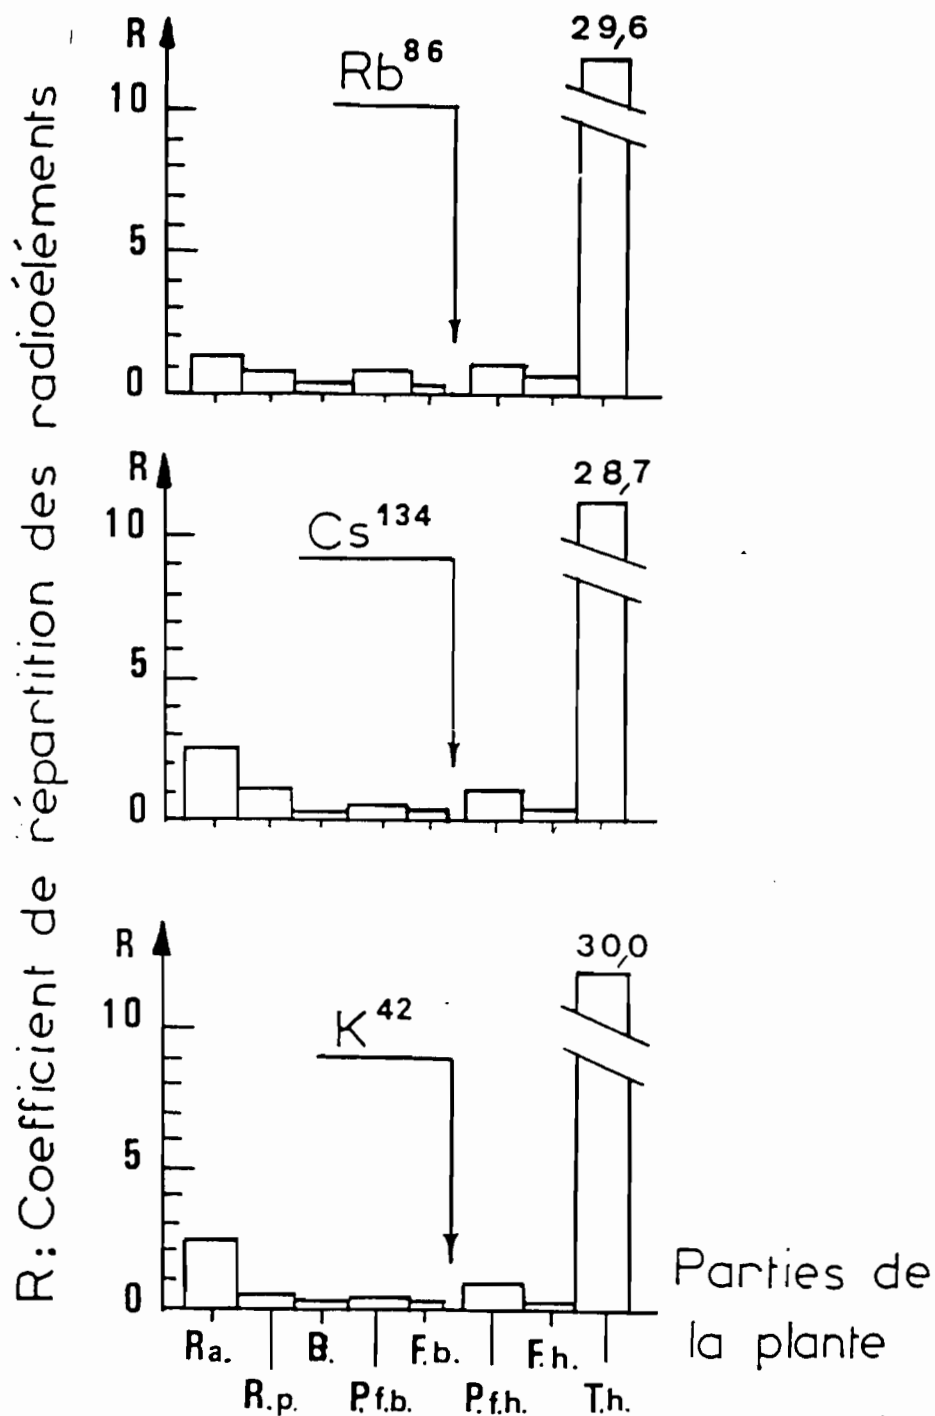 R : Coefficient de répartition des radioéléments
R
29,6
Rb86
10
5
0
R
28,7
Cs134
10
5
0
R
30,0
K42
10
5
0
Ra. B. F.b. F.h.
R.p. P.f.b. P.f.h. T.h.
Parties de
la plante